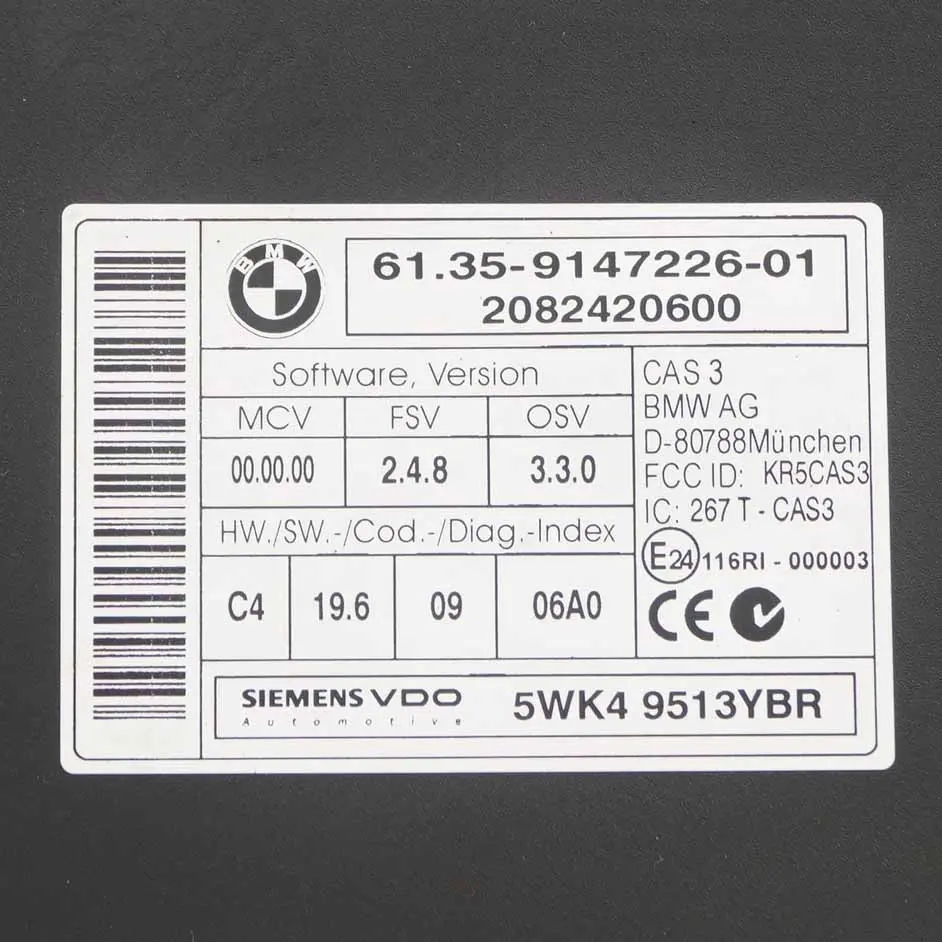 BMW
61.35-9147226-01
2082420600
Software, Version
MCV FSV OSV
00.00.00 2.4.8 3.3.0
HW./SW.-/Cod.-/Diag.-Index
C4 19.6 09 06A0
CAS 3
BMW AG
D-80788München
FCC ID: KR5CAS3
IC: 267 T - CAS3
E24 116RI - 000003
CE
SIEMENS VDO 5WK4 9513YBR
Automotive